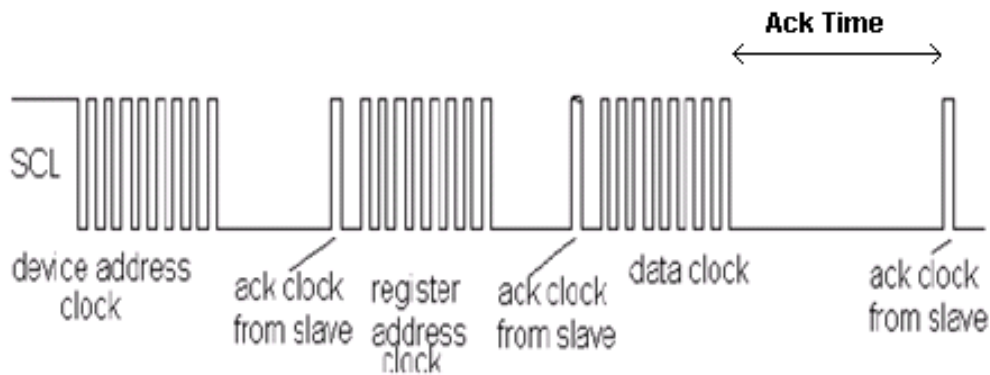 Ack Time
SCL
device address
clock
ack clock
from slave
register
address
clock
ack clock
from slave
data clock
ack clock
from slave